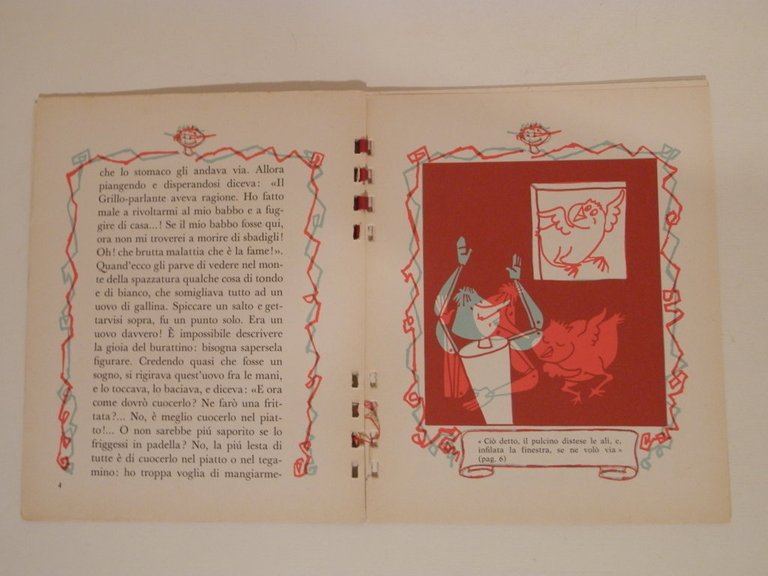 che lo stomaco gli andava via. Allora
piangendo e disperandosi diceva: «Il
Grillo-parlante aveva ragione. Ho fatto
male a rivoltarmi al mio babbo e a fug-
gire di casa...! Se il mio babbo fosse qui,
ora non mi troverei a morire di sbadigli!
Oh! che brutta malattia che è la fame!».
Quand'ecco gli parve di vedere nel mon-
te della spazzatura qualche cosa di tondo
e di bianco, che somigliava tutto ad un
uovo di gallina. Spiccare un salto e get-
tarvisi sopra, fu un punto solo. Era un
uovo davvero! È impossibile descrivere
la gioia del burattino: bisogna sapersela
figurare. Credendo quasi che fosse un
sogno, si rigirava quest'uovo fra le mani,
e lo toccava, lo baciava, e diceva: «E ora
come dovrò cuocerlo? Ne farò una frit-
tata?... No, è meglio cuocerlo nel piat-
to!... O non sarebbe piú saporito se lo
friggessi in padella? No, la piú lesta di
tutte è di cuocerlo nel piatto o nel tega-
mino: ho troppa voglia di mangiarme-
4
« Ciò detto, il pulcino distese le ali, e,
infilata la finestra, se ne volò via »
(pag. 6)